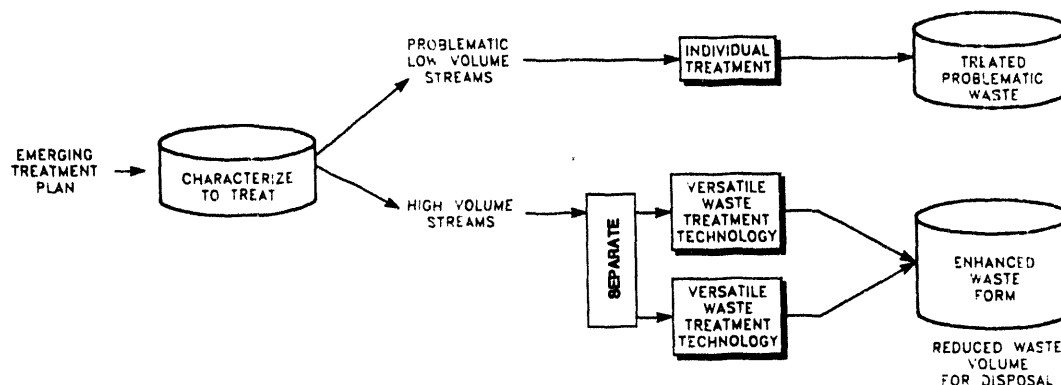 EMERGING
TREATMENT
PLAN
CHARACTERIZE
TO TREAT
PROBLEMATIC
LOW VOLUME
STREAMS
INDIVIDUAL
TREATMENT
TREATED
PROBLEMATIC
WASTE
HIGH VOLUME
STREAMS
SEPARATE
VERSATILE
WASTE
TREATMENT
TECHNOLOGY
VERSATILE
WASTE
TREATMENT
TECHNOLOGY
ENHANCED
WASTE
FORM
REDUCED WASTE
VOLUME
FOR DISPOSAL